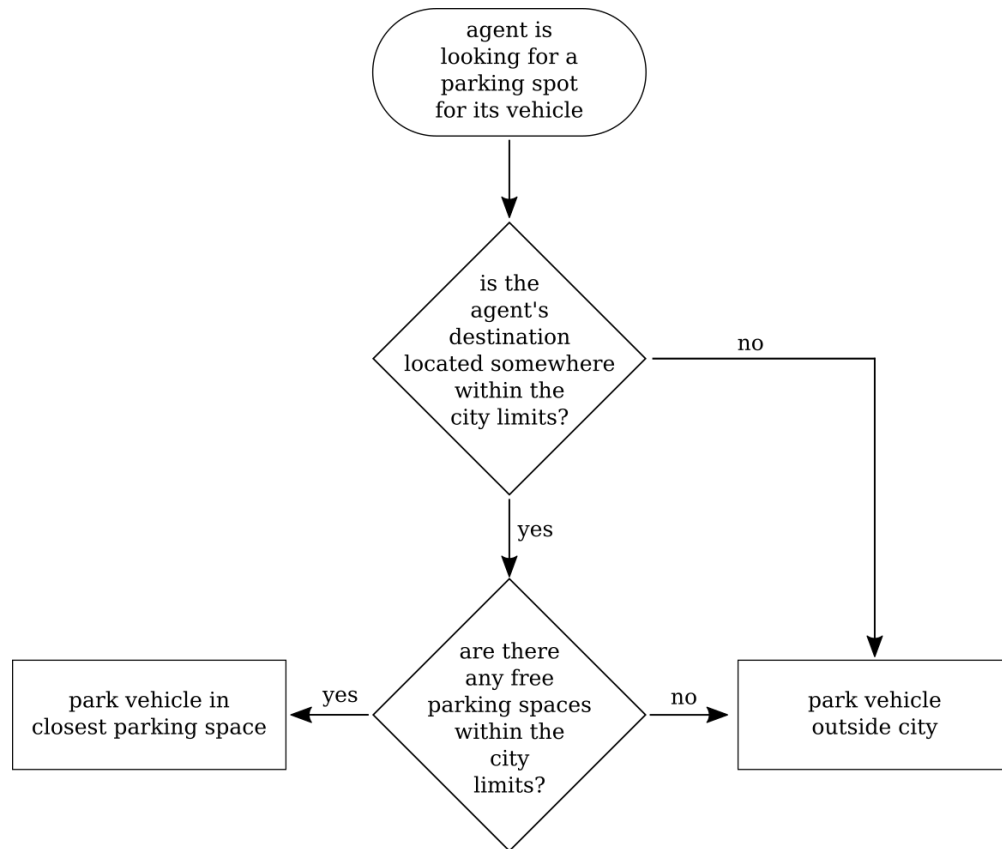 agent is
looking for a
parking spot
for its vehicle
is the
agent's
destination
located somewhere
within the
city limits?
no
yes
are there
any free
parking spaces
within the
city
limits?
yes
no
park vehicle in
closest parking space
park vehicle
outside city